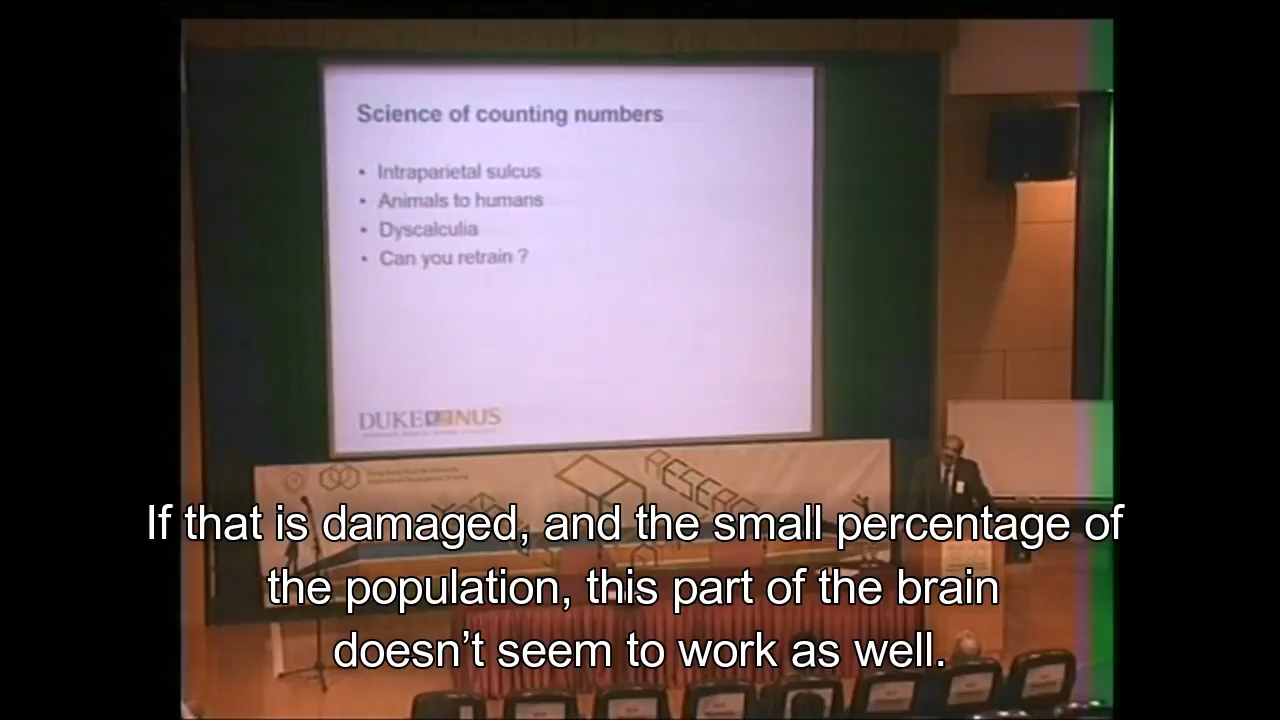 Science of counting numbers
• Intraparietal sulcus
• Animals to humans
• Dyscalculia
• Can you retrain ?
DUKE NUS
RESEARC
If that is damaged, and the small percentage of
the population, this part of the brain
doesn’t seem to work as well.